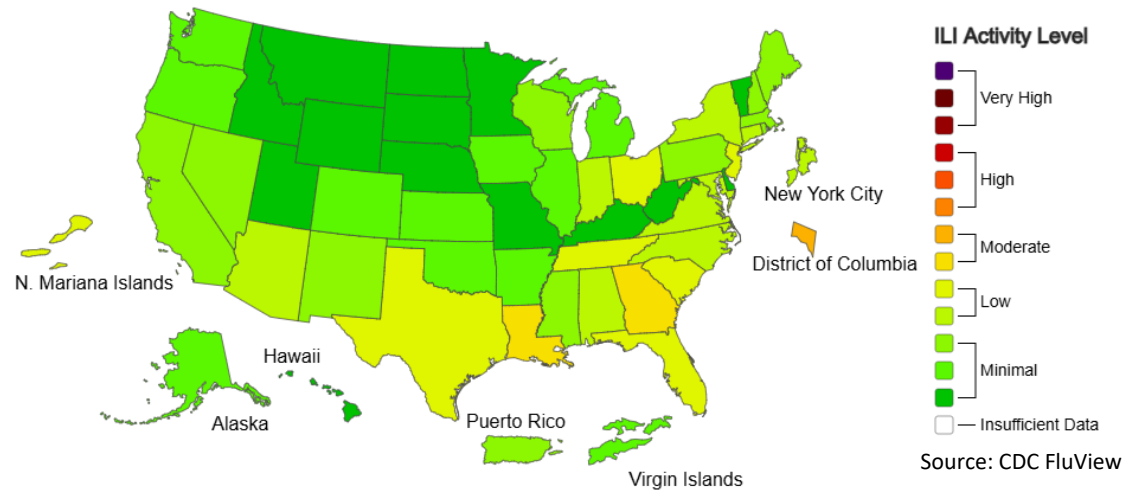 ILI Activity Level
Very High
High
Moderate
Low
Minimal
Insufficient Data
New York City
District of Columbia
N. Mariana Islands
Hawaii
Alaska
Puerto Rico
Virgin Islands
Source: CDC FluView